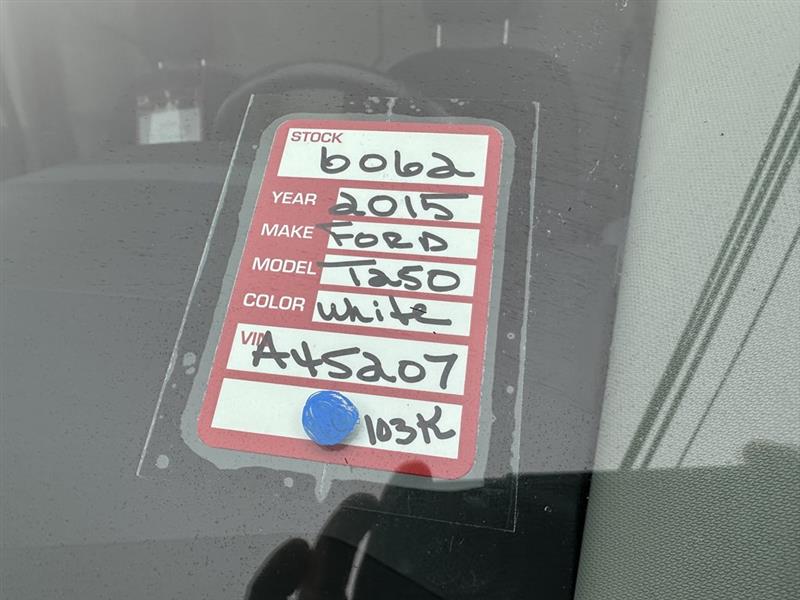 STOCK 6062
YEAR 2015
MAKE FORD
MODEL T250
COLOR white
VIN A45207
103K